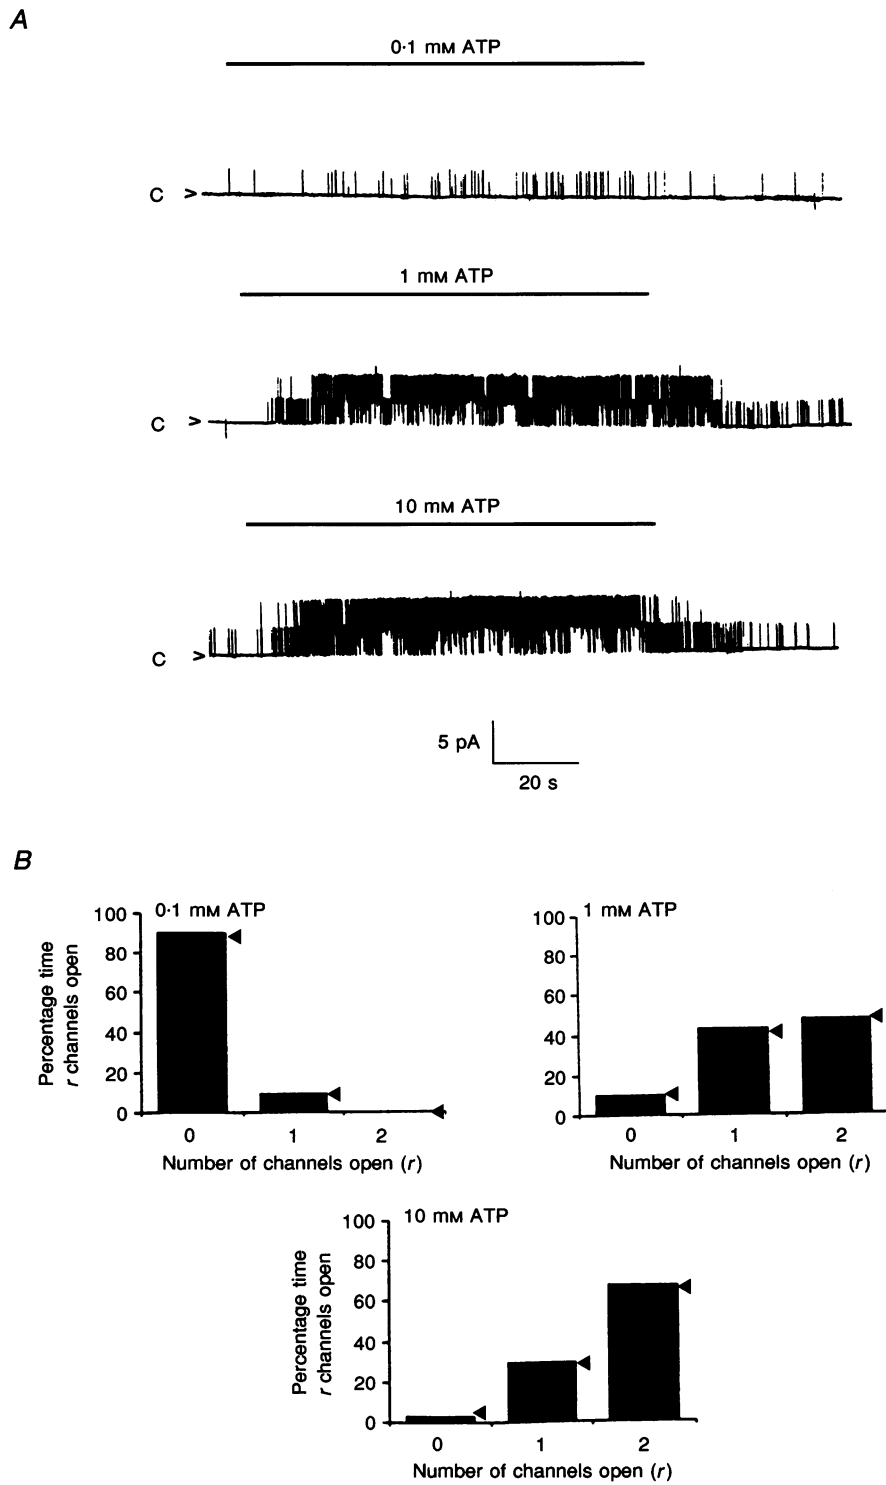 A
0·1 mM ATP
C >
1 mM ATP
C >
10 mM ATP
C >
5 pA
20 s
B
0·1 mM ATP
100
80
60
40
20
0
Percentage time
r channels open
0 1 2
Number of channels open (r)
1 mM ATP
100
80
60
40
20
0
0 1 2
Number of channels open (r)
10 mM ATP
100
80
60
40
20
0
Percentage time
r channels open
0 1 2
Number of channels open (r)